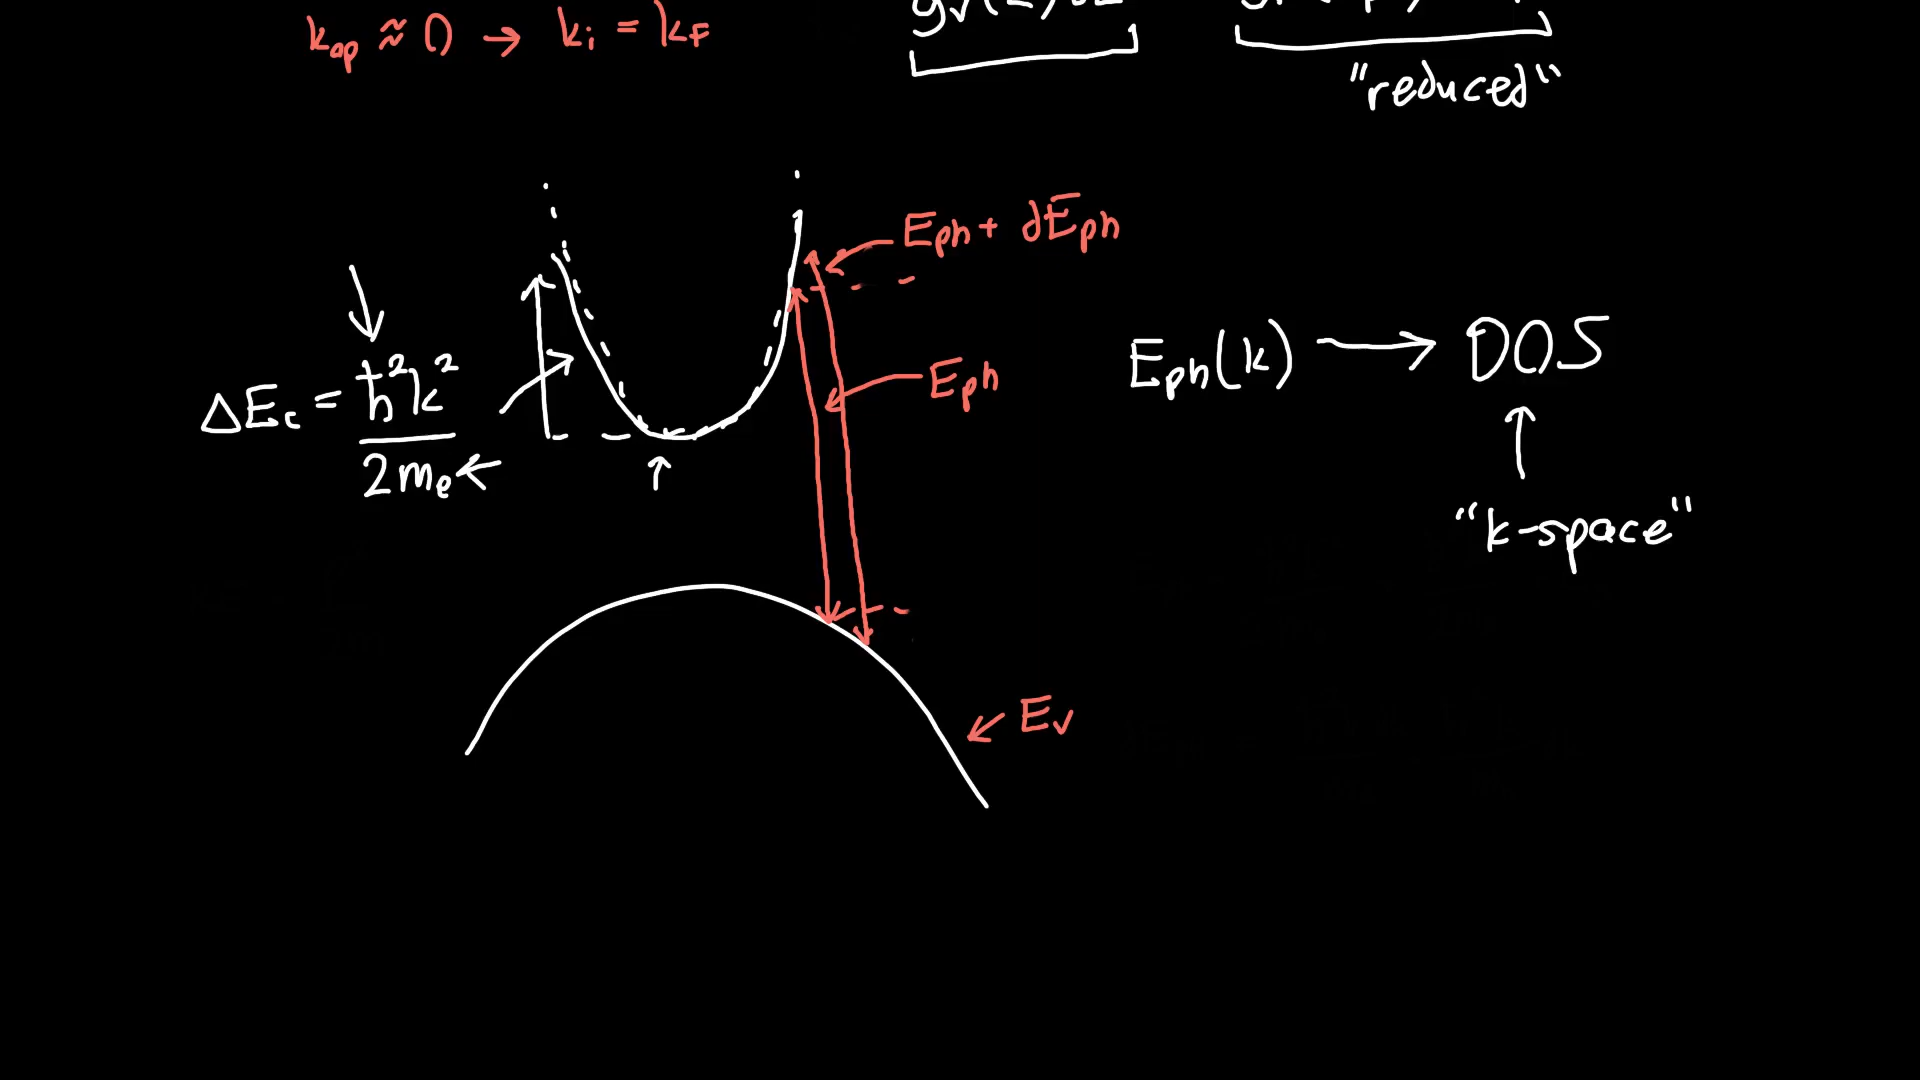 k_op ≈ 0 → k_i = k_F
"reduced"
E_ph + dE_ph
E_ph
ΔE_c = ħ²k² / 2m_e
E_ph(k) → DOS
"k-space"
E_v